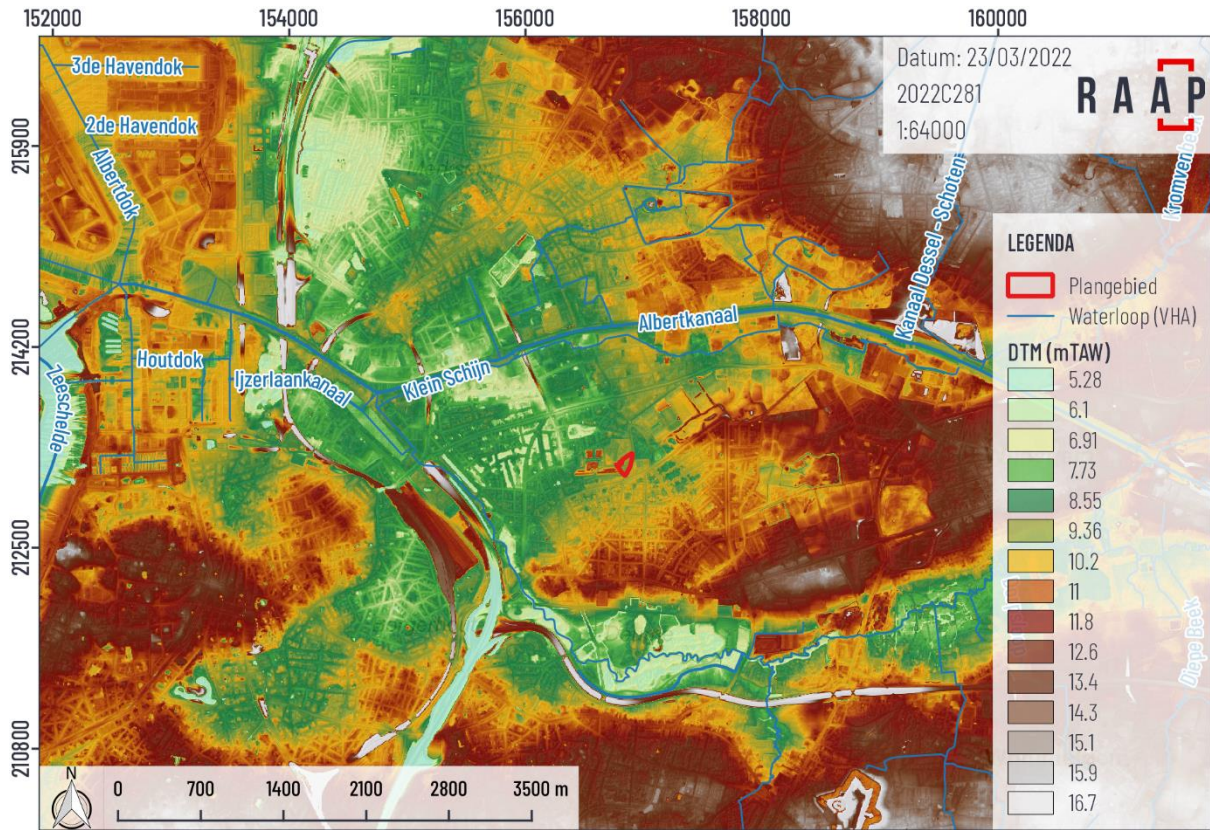 152000
154000
156000
158000
160000
215900
214200
212500
210800
Datum: 23/03/2022
2022C281
1:64000
RAAP
3de Havendok
2de Havendok
Albertdok
Houtdok
Zeeschelde
Ijzerlaankanaal
Klein Schijn
Albertkanaal
Kanaal Dessel - Schoten
Kromvenbeek
Diepe Beek
LEGENDA
Plangebied
Waterloop (VHA)
DTM (mTAW)
5.28
6.1
6.91
7.73
8.55
9.36
10.2
11
11.8
12.6
13.4
14.3
15.1
15.9
16.7
N
0 700 1400 2100 2800 3500 m